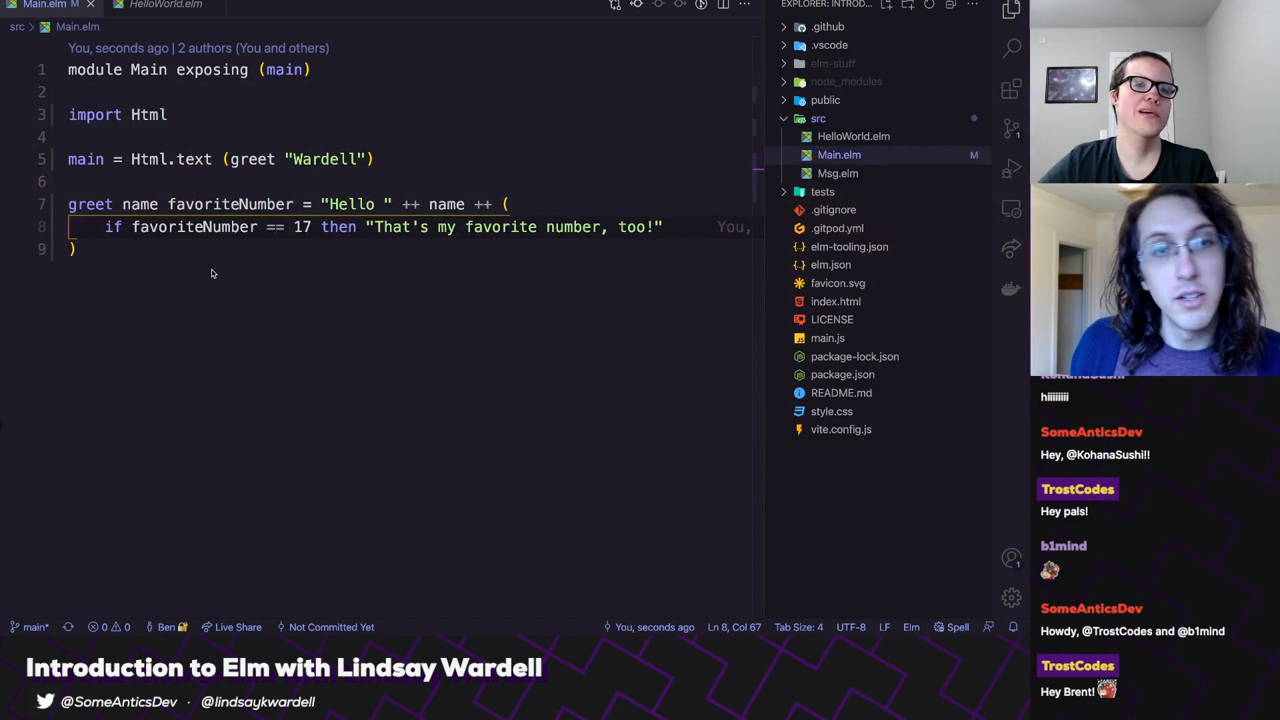 Main.elm M
HelloWorld.elm
EXPLORER: INTROD...
src > Main.elm
You, seconds ago | 2 authors (You and others)
1 module Main exposing (main)
2
3 import Html
4
5 main = Html.text (greet "Wardell")
6
7 greet name favoriteNumber = "Hello " ++ name ++ (
8 if favoriteNumber == 17 then "That's my favorite number, too!" You,
9 )
.github
.vscode
elm-stuff
node_modules
public
src
HelloWorld.elm
Main.elm M
Msg.elm
tests
.gitignore
.gitpod.yml
elm-tooling.json
elm.json
favicon.svg
index.html
LICENSE
main.js
package-lock.json
package.json
README.md
style.css
vite.config.js
1
1
KohanaSushi
hiiiiiiii
SomeAnticsDev
Hey, @KohanaSushi!!
TrostCodes
Hey pals!
b1mind
SomeAnticsDev
Howdy, @TrostCodes and @b1mind
TrostCodes
Hey Brent!
main* 0 0 Ben Live Share Not Committed Yet You, seconds ago Ln 8, Col 67 Tab Size: 4 UTF-8 LF Elm Spell
Introduction to Elm with Lindsay Wardell
@SomeAnticsDev · @lindsaykwardell